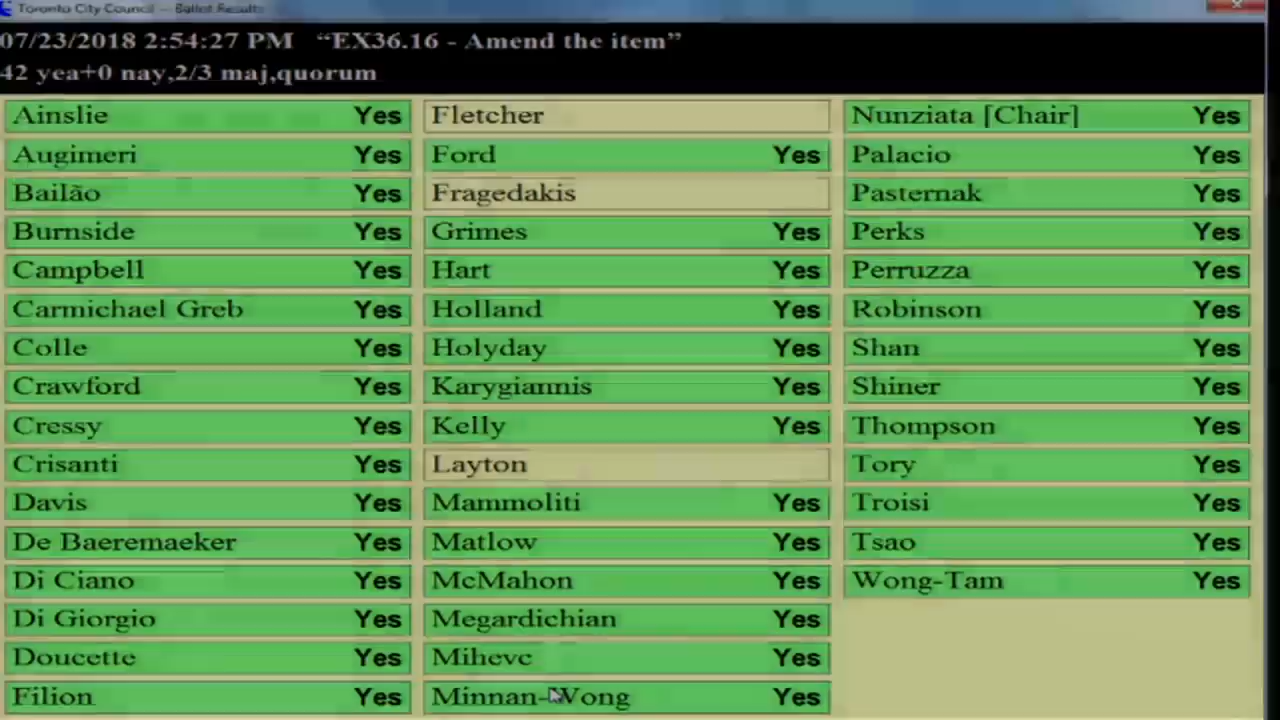 Toronto City Council -- Ballot Results
07/23/2018 2:54:27 PM “EX36.16 - Amend the item”
42 yea+0 nay,2/3 maj,quorum
Ainslie Yes
Augimeri Yes
Bailão Yes
Burnside Yes
Campbell Yes
Carmichael Greb Yes
Colle Yes
Crawford Yes
Cressy Yes
Crisanti Yes
Davis Yes
De Baeremaeker Yes
Di Ciano Yes
Di Giorgio Yes
Doucette Yes
Filion Yes
Fletcher
Ford Yes
Fragedakis
Grimes Yes
Hart Yes
Holland Yes
Holyday Yes
Karygiannis Yes
Kelly Yes
Layton
Mammoliti Yes
Matlow Yes
McMahon Yes
Megardichian Yes
Mihevc Yes
Minnan-Wong Yes
Nunziata [Chair] Yes
Palacio Yes
Pasternak Yes
Perks Yes
Perruzza Yes
Robinson Yes
Shan Yes
Shiner Yes
Thompson Yes
Tory Yes
Troisi Yes
Tsao Yes
Wong-Tam Yes